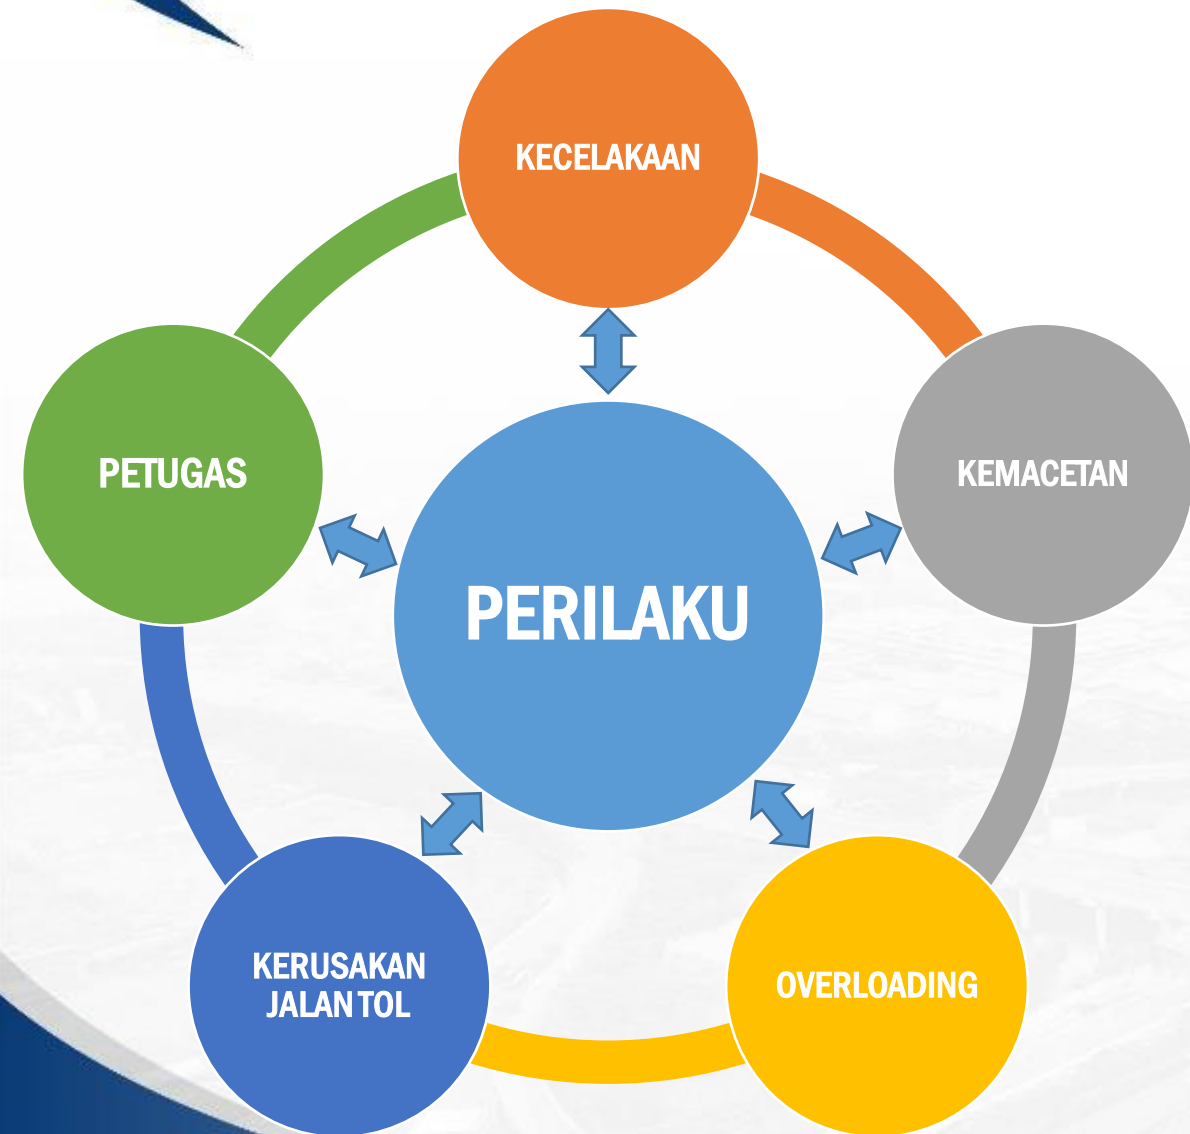 KECELAKAAN
KEMACETAN
PETUGAS
PERILAKU
KERUSAKAN
JALAN TOL
OVERLOADING